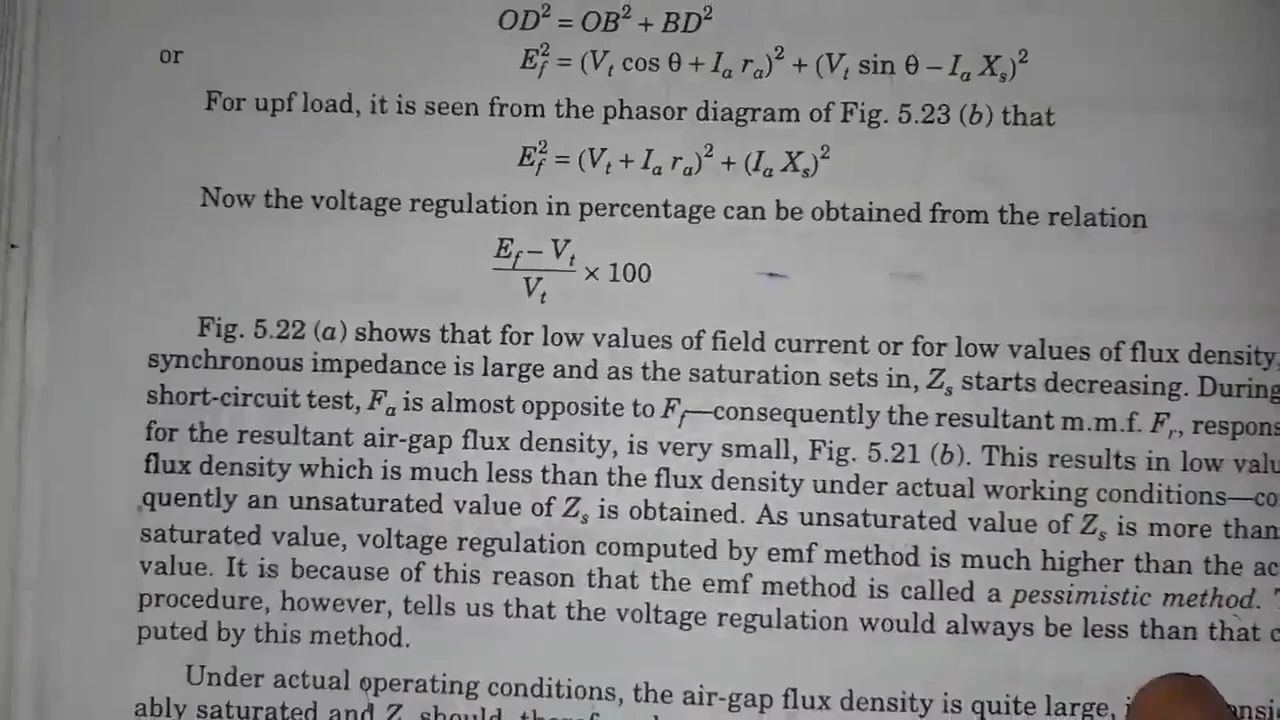 OD² = OB² + BD²
or
E_f² = (V_t cos θ + I_a r_a)² + (V_t sin θ – I_a X_s)²
For upf load, it is seen from the phasor diagram of Fig. 5.23 (b) that
E_f² = (V_t + I_a r_a)² + (I_a X_s)²
Now the voltage regulation in percentage can be obtained from the relation
E_f – V_t
× 100
V_t
Fig. 5.22 (a) shows that for low values of field current or for low values of flux density,
synchronous impedance is large and as the saturation sets in, Z_s starts decreasing. During
short-circuit test, F_a is almost opposite to F_f—consequently the resultant m.m.f. F_r, respons
for the resultant air-gap flux density, is very small, Fig. 5.21 (b). This results in low valu
flux density which is much less than the flux density under actual working conditions—co
quently an unsaturated value of Z_s is obtained. As unsaturated value of Z_s is more than
saturated value, voltage regulation computed by emf method is much higher than the ac
value. It is because of this reason that the emf method is called a pessimistic method.
procedure, however, tells us that the voltage regulation would always be less than that c
puted by this method.
Under actual operating conditions, the air-gap flux density is quite large,
ably saturated and Z should